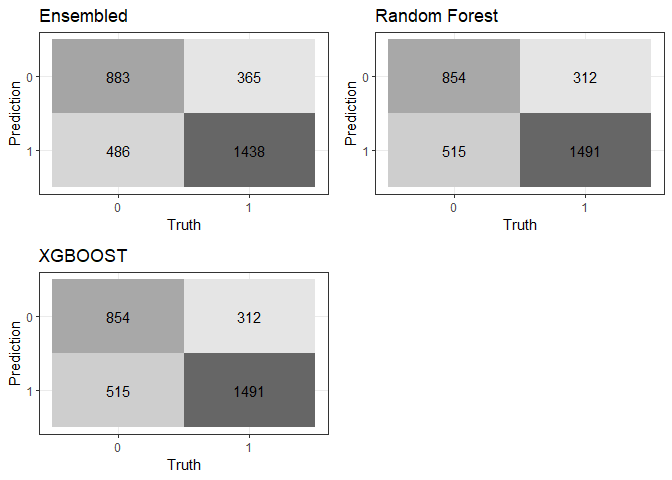 Ensembled
Prediction
0
883
365
1
486
1438
0
1
Truth
Random Forest
Prediction
0
854
312
1
515
1491
0
1
Truth
XGBOOST
Prediction
0
854
312
1
515
1491
0
1
Truth